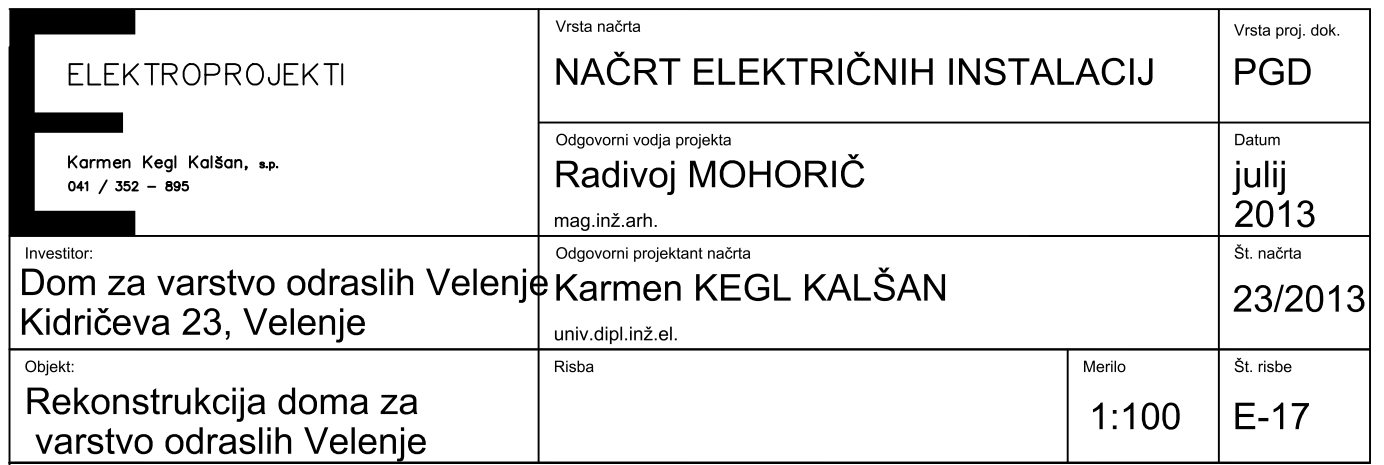 ELEKTROPROJEKTI
Karmen Kegl Kalšan, s.p.
041 / 352 – 895
Vrsta načrta
NAČRT ELEKTRIČNIH INSTALACIJ
Vrsta proj. dok.
PGD
Odgovorni vodja projekta
Radivoj MOHORIČ
mag.inž.arh.
Datum
julij
2013
Investitor:
Dom za varstvo odraslih Velenje
Kidričeva 23, Velenje
Odgovorni projektant načrta
Karmen KEGL KALŠAN
univ.dipl.inž.el.
Št. načrta
23/2013
Objekt:
Rekonstrukcija doma za
varstvo odraslih Velenje
Risba
Merilo
1:100
Št. risbe
E-17